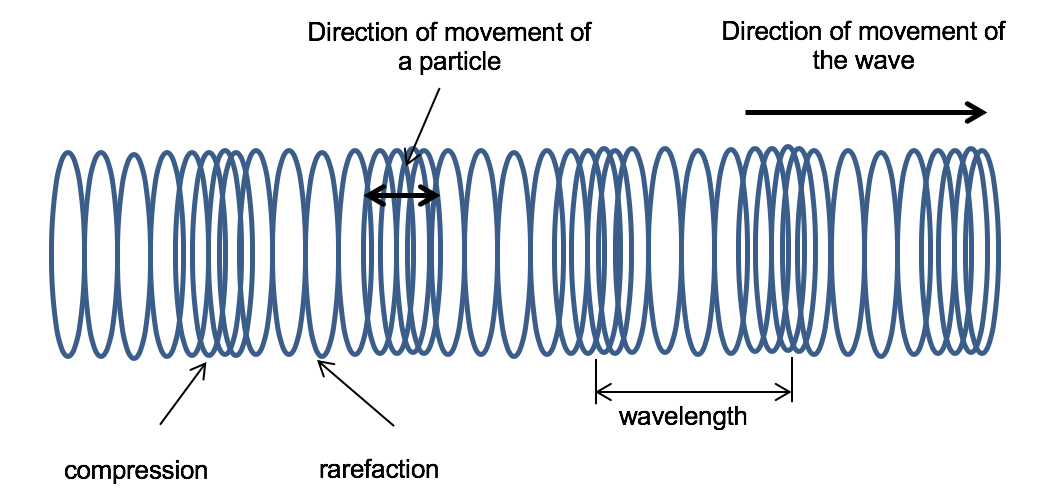 Direction of movement of
a particle
Direction of movement of
the wave
wavelength
compression
rarefaction